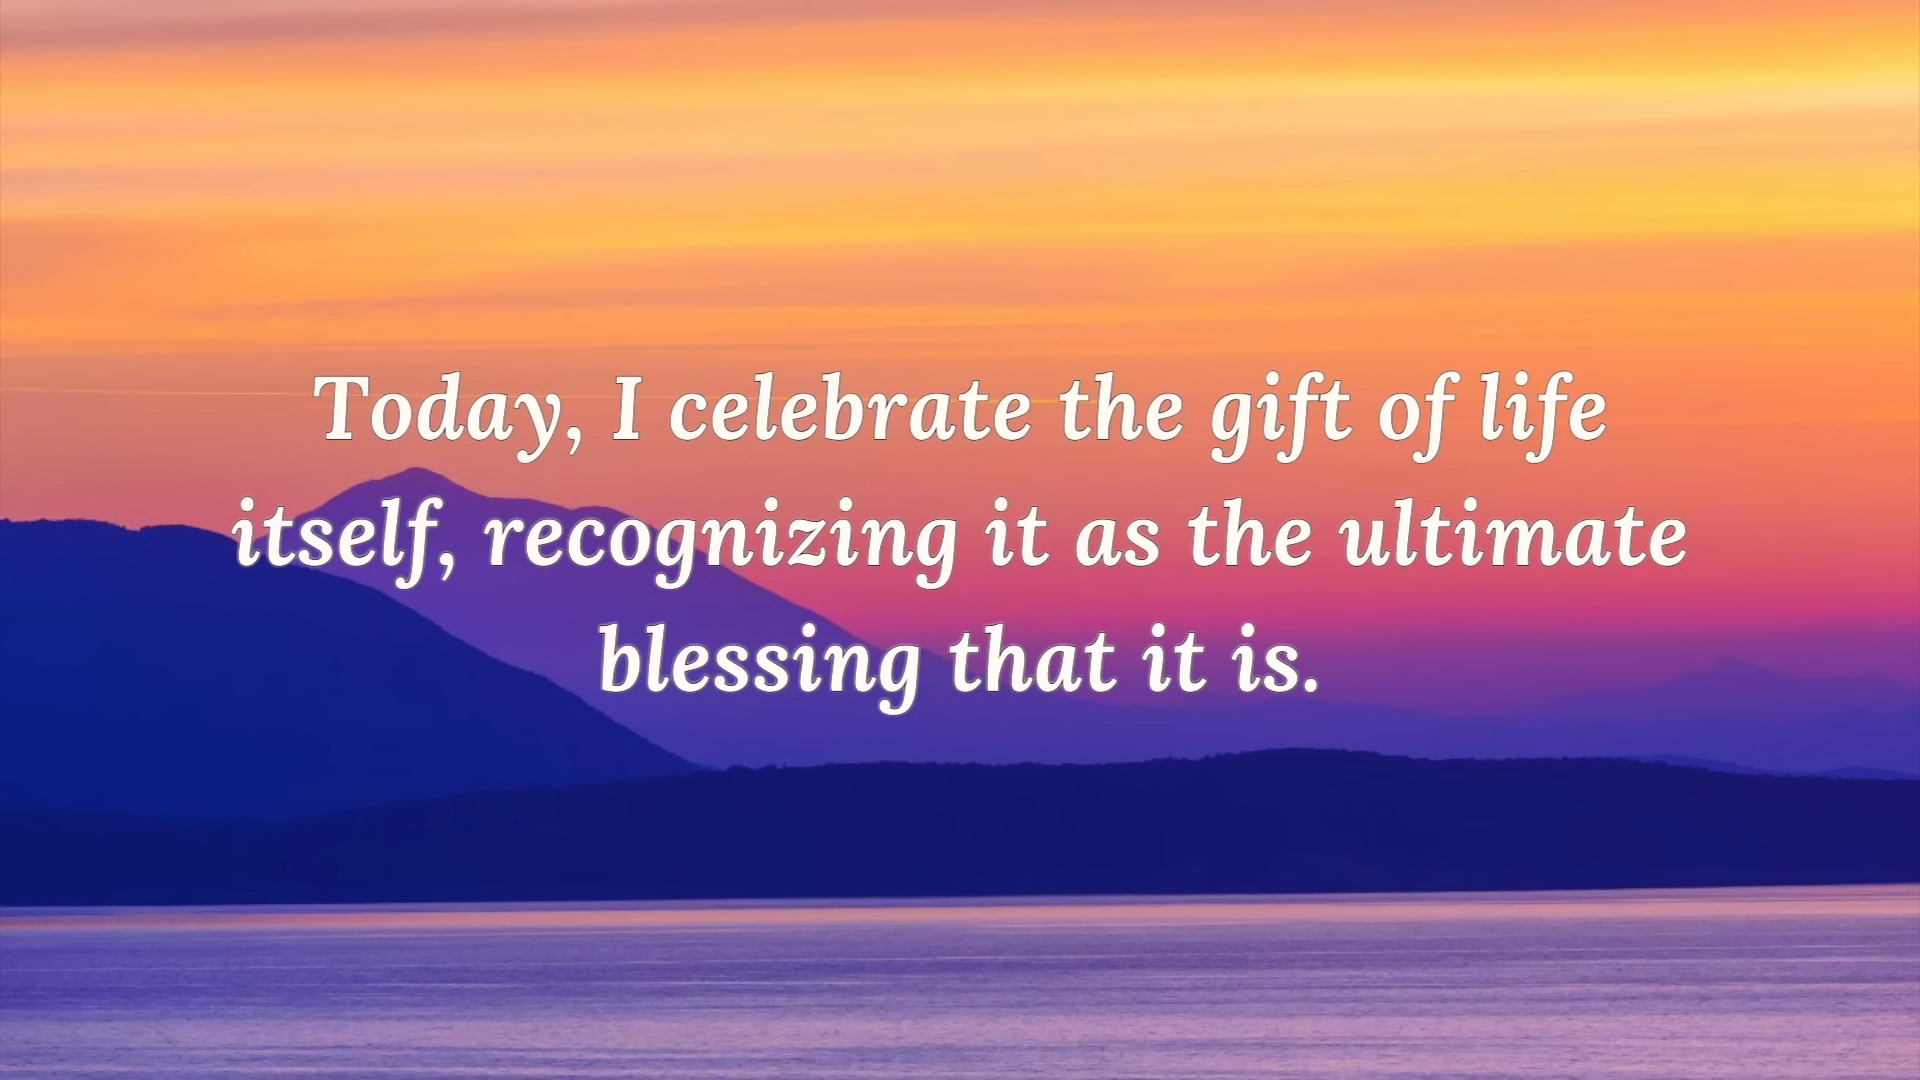 Today, I celebrate the gift of life
itself, recognizing it as the ultimate
blessing that it is.